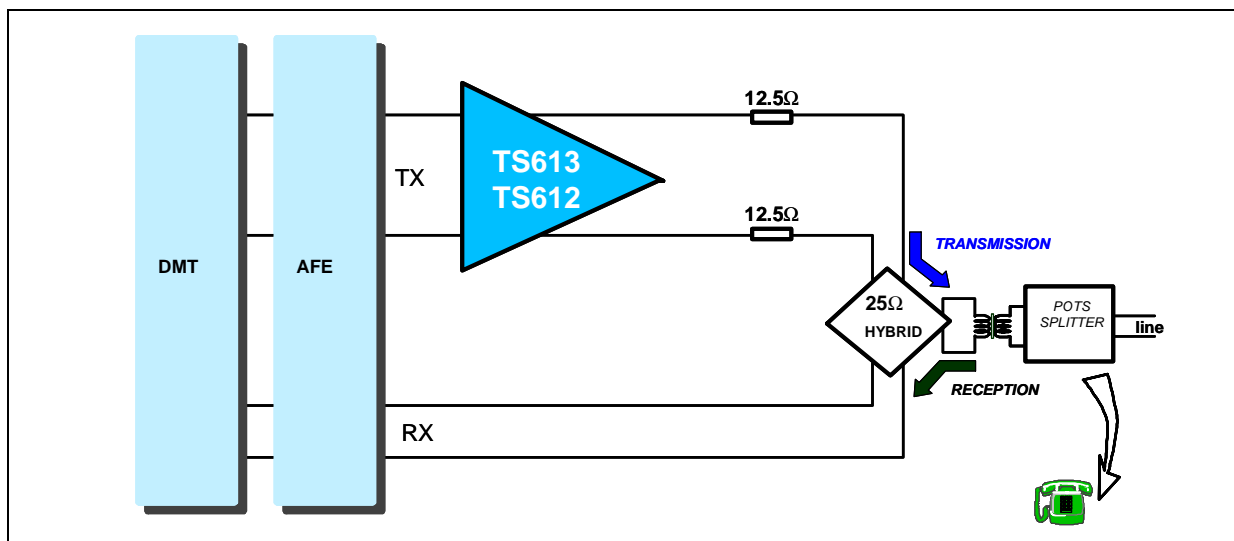 12.5Ω
TS613
TS612
TX
12.5Ω
TRANSMISSION
DMT
AFE
25Ω
HYBRID
POTS
SPLITTER
line
RECEPTION
RX